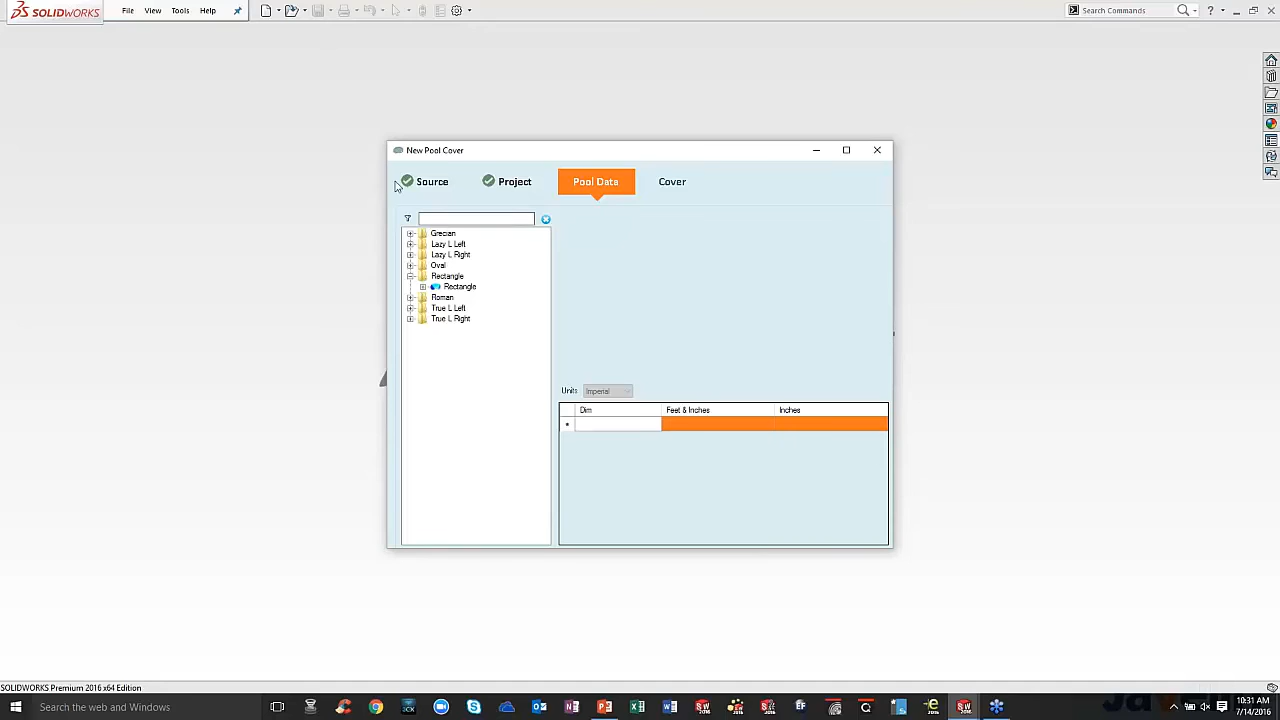 SOLIDWORKS File View Tools Help Search Commands ?
New Pool Cover
Source Project Pool Data Cover
Grecian
Lazy L Left
Lazy L Right
Oval
Rectangle
Rectangle
Roman
True L Left
True L Right
Units Imperial
Dim Feet & Inches Inches
*
SOLIDWORKS Premium 2016 x64 Edition
Search the web and Windows
10:31 AM
7/14/2016